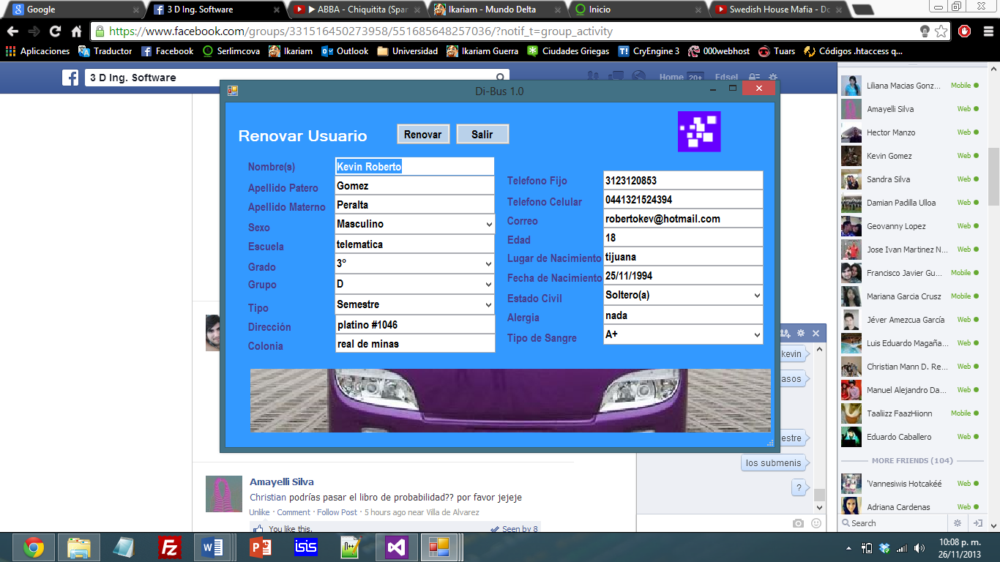 Google
3 D Ing. Software
▶ ABBA - Chiquitita (Spar
Ikariam - Mundo Delta
Inicio
Swedish House Mafia - Do
https://www.facebook.com/groups/331516450273958/551685648257036/?notif_t=group_activity
Aplicaciones
Traductor
Facebook
Serlimcova
Ikariam
Outlook
Universidad
Ikariam Guerra
Ciudades Griegas
CryEngine 3
000webhost
Tuars
Códigos .htaccess q...
3 D Ing. Software
Home 20+
Edsel
Di-Bus 1.0
Renovar Usuario
Renovar
Salir
Nombre(s) Kevin Roberto
Apellido Patero Gomez
Apellido Materno Peralta
Sexo Masculino
Escuela telematica
Grado 3°
Grupo D
Tipo Semestre
Dirección platino #1046
Colonia real de minas
Telefono Fijo 3123120853
Telefono Celular 0441321524394
Correo robertokev@hotmail.com
Edad 18
Lugar de Nacimiento tijuana
Fecha de Nacimiento 25/11/1994
Estado Civil Soltero(a)
Alergia nada
Tipo de Sangre A+
kevin
asos
estre
los submenis
?
Amayelli Silva
Christian podrías pasar el libro de probabilidad?? por favor jejeje
Unlike · Comment · Follow Post · 5 hours ago near Villa de Alvarez
You like this.
Seen by 8
Liliana Macias Gonz... Mobile
Amayelli Silva Web
Hector Manzo Web
Kevin Gomez Web
Sandra Silva Web
Damian Padilla Ulloa Web
Geovanny Lopez Web
Jose Ivan Martinez N... Web
Francisco Javier Gu... Mobile
Mariana Garcia Crusz Mobile
Jéver Amezcua García Web
Luis Eduardo Magaña... Web
Christian Mann D. Re... Web
Manuel Alejandro Da... Web
Taaliizz FaazHiionn Mobile
Eduardo Caballero Web
MORE FRIENDS (104)
'Vannesiwis Hotcakéé Web
Adriana Cardenas Web
Search
isis
10:08 p. m.
26/11/2013